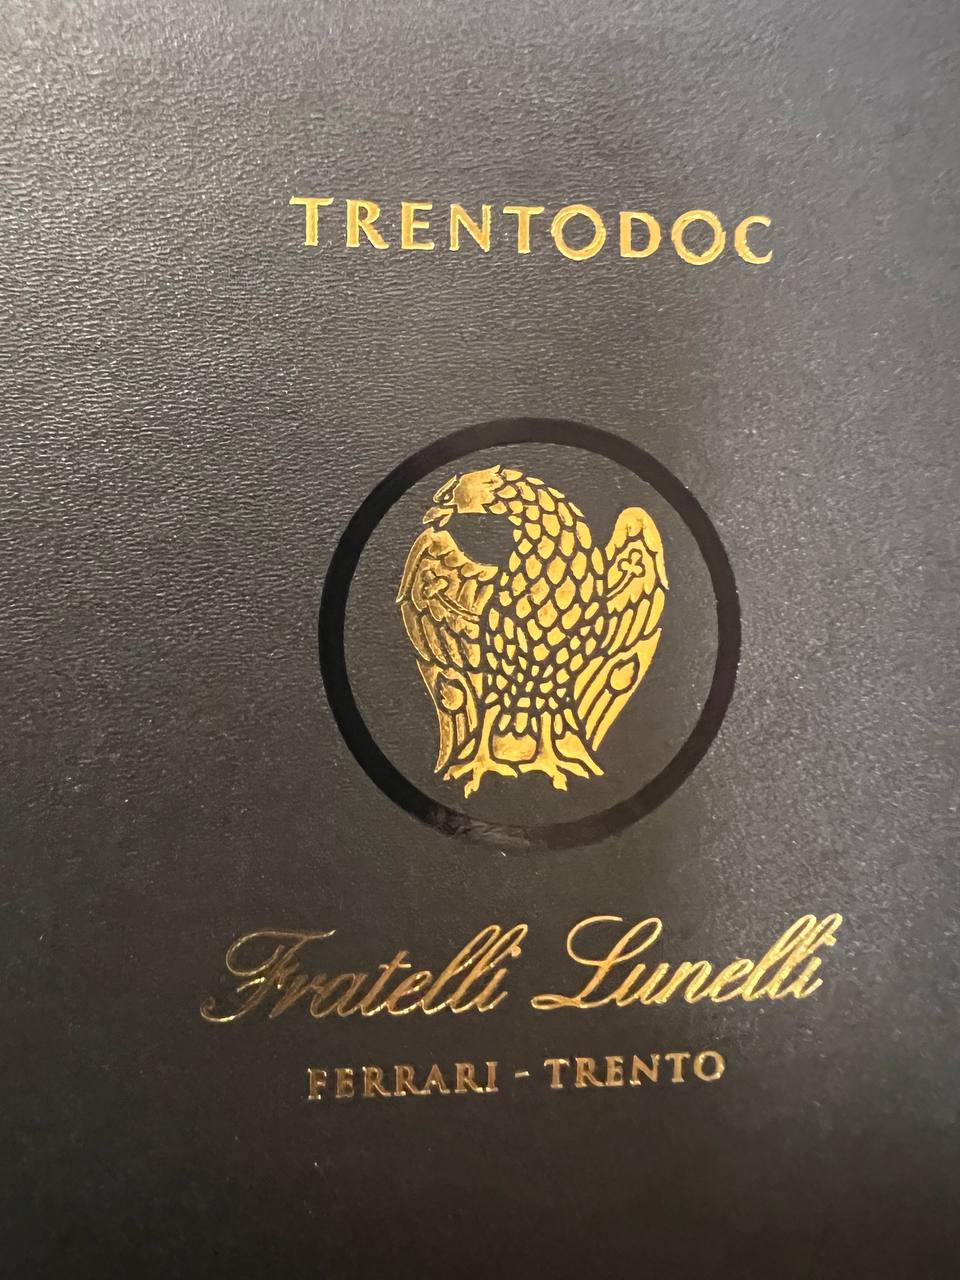 TRENTODOC
Fratelli Lunelli
FERRARI - TRENTO